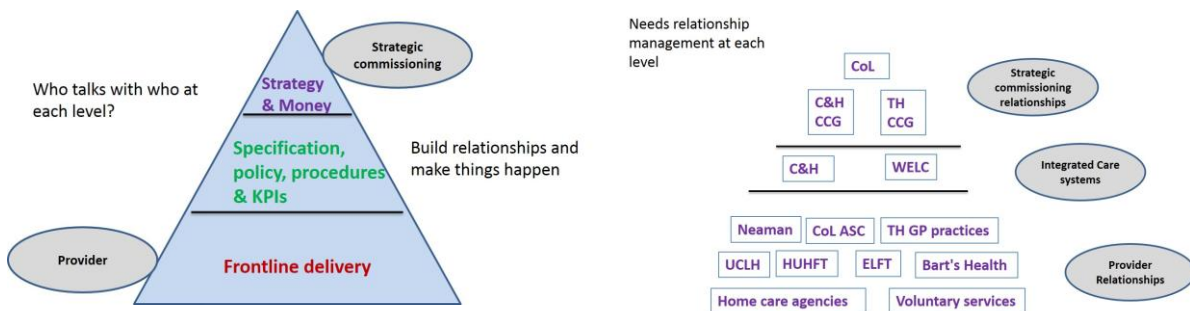 Who talks with who at
each level?
Strategic
commissioning
Strategy
& Money
Specification,
policy, procedures
& KPIs
Build relationships and
make things happen
Provider
Frontline delivery
Needs relationship
management at each
level
CoL
Strategic
commissioning
relationships
C&H
CCG
TH
CCG
C&H
WELC
Integrated Care
systems
Neaman
CoL ASC
TH GP practices
UCLH
HUHFT
ELFT
Bart's Health
Provider
Relationships
Home care agencies
Voluntary services